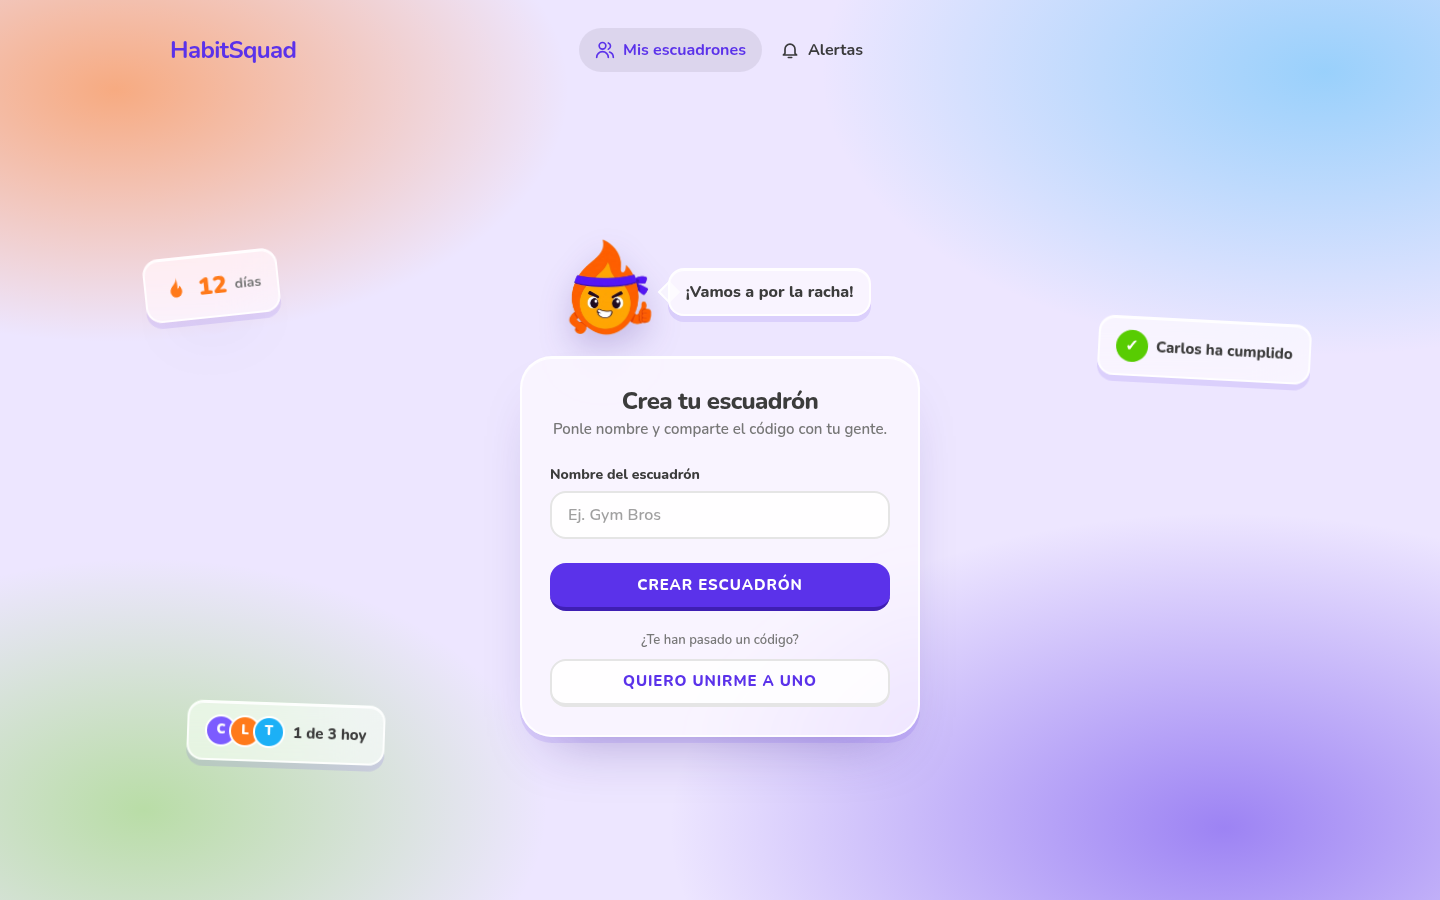 HabitSquad
Mis escuadrones
Alertas
12 días
¡Vamos a por la racha!
✓ Carlos ha cumplido
Crea tu escuadrón
Ponle nombre y comparte el código con tu gente.
Nombre del escuadrón
Ej. Gym Bros
CREAR ESCUADRÓN
¿Te han pasado un código?
QUIERO UNIRME A UNO
C L T 1 de 3 hoy